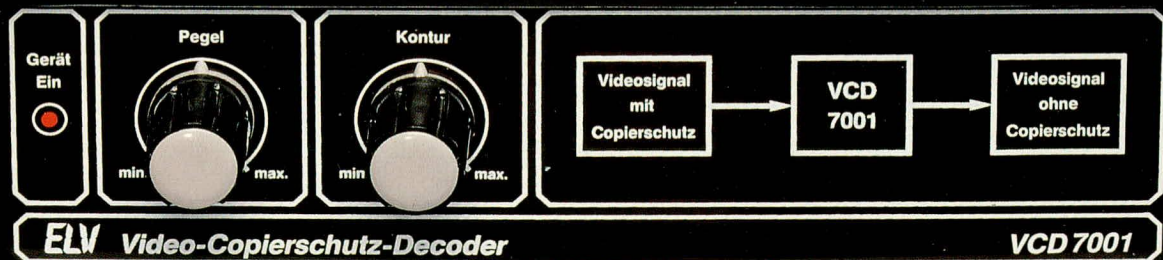 Gerät
Ein
Pegel
min.
max.
Kontur
min
max.
Videosignal
mit
Copierschutz
VCD
7001
Videosignal
ohne
Copierschutz
ELV Video-Copierschutz-Decoder
VCD 7001